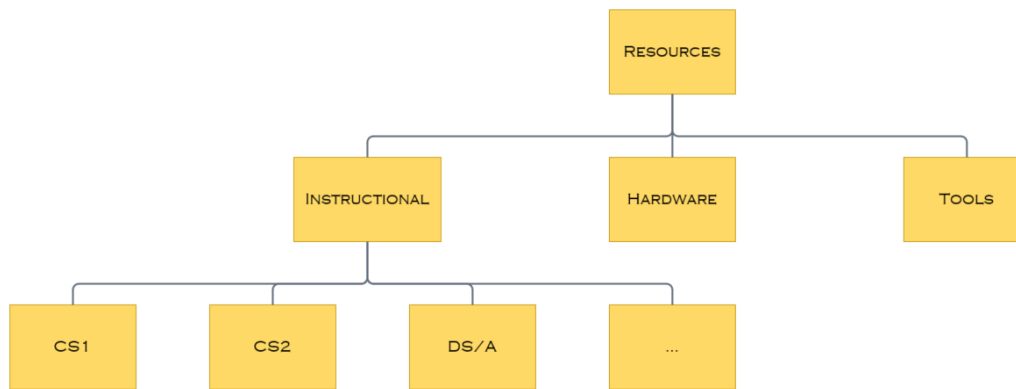 Resources
Instructional
Hardware
Tools
CS1
CS2
DS/A
...